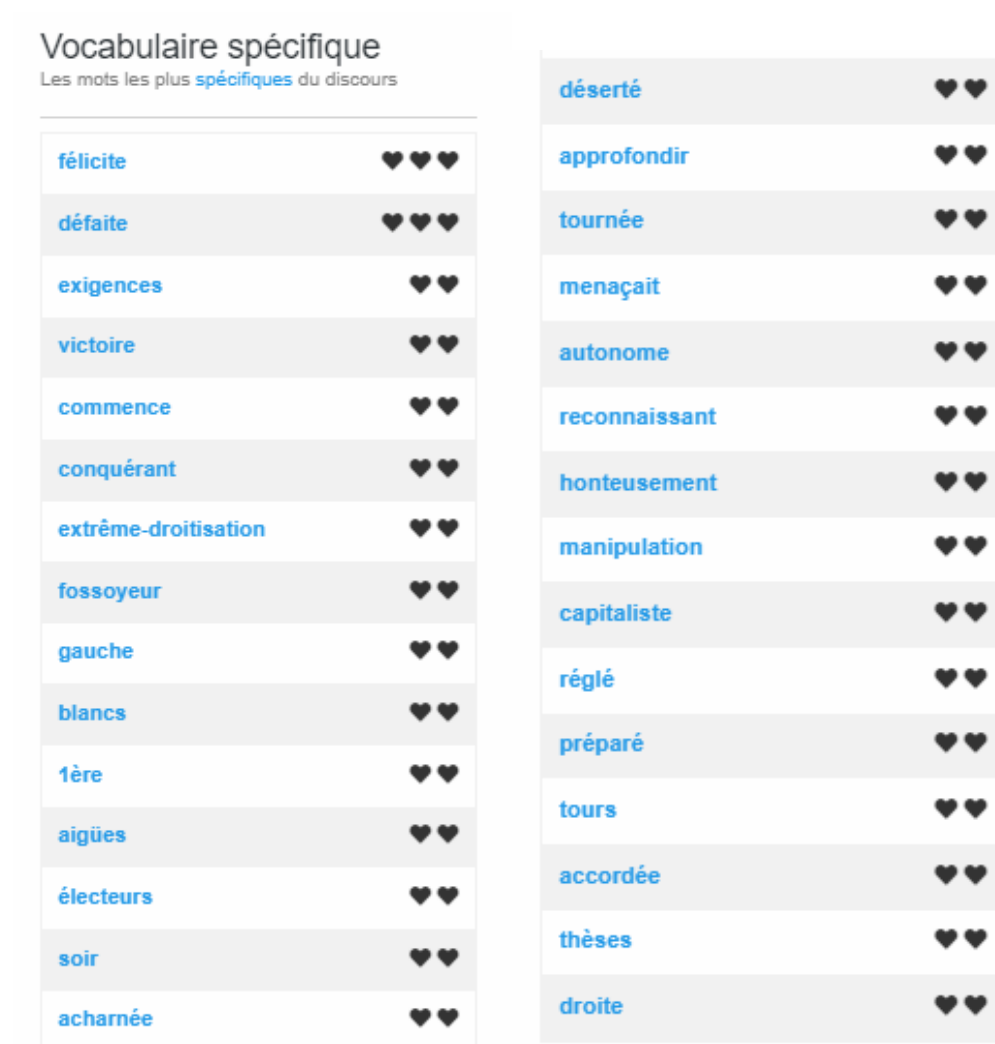 Vocabulaire spécifique
Les mots les plus spécifiques du discours
félicite
défaite
exigences
victoire
commence
conquérant
extrême-droitisation
fossoyeur
gauche
blancs
1ère
aigües
électeurs
soir
acharnée
déserté
approfondir
tournée
menaçait
autonome
reconnaissant
honteusement
manipulation
capitaliste
réglé
préparé
tours
accordée
thèses
droite